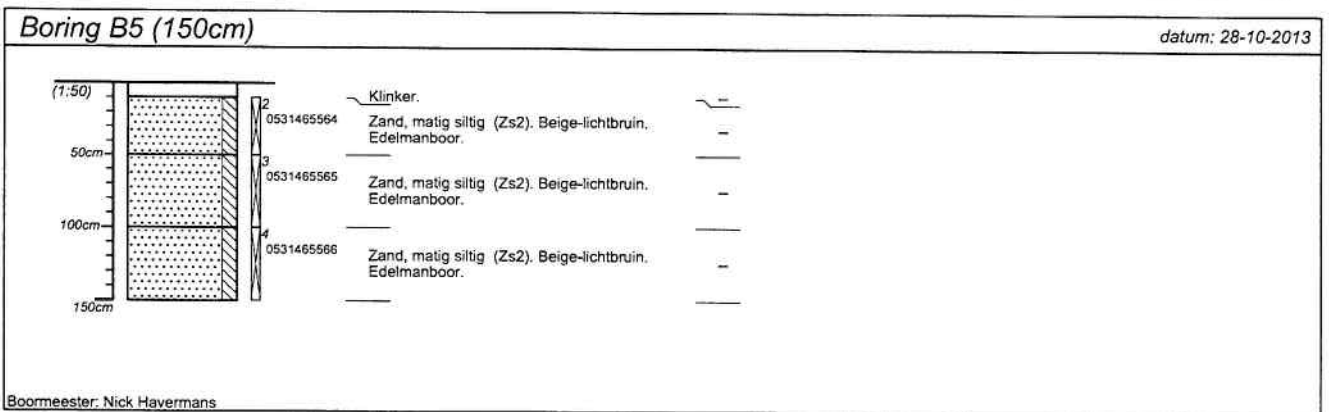 Boring B5 (150cm)
datum: 28-10-2013
(1:50)
Klinker.
2
0531465564
Zand, matig siltig (Zs2). Beige-lichtbruin.
Edelmanboor.
50cm
3
0531465565
Zand, matig siltig (Zs2). Beige-lichtbruin.
Edelmanboor.
100cm
4
0531465566
Zand, matig siltig (Zs2). Beige-lichtbruin.
Edelmanboor.
150cm
Boormeester: Nick Havermans